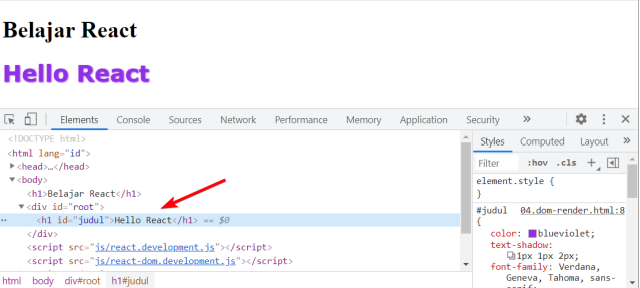 Belajar React
Hello React
Elements Console Sources Network Performance Memory Application Security »
<!DOCTYPE html>
<html lang="id">
<head>…</head>
<body>
<h1>Belajar React</h1>
<div id="root">
<h1 id="judul">Hello React</h1> == $0
</div>
<script src="js/react.development.js"></script>
<script src="js/react-dom.development.js"></script>
html body div#root h1#judul
Styles Computed Layout »
Filter :hov .cls +
element.style {
}
#judul 04.dom-render.html:8
{
color: blueviolet;
text-shadow:
1px 1px 2px;
font-family: Verdana,
Geneva, Tahoma, sans-